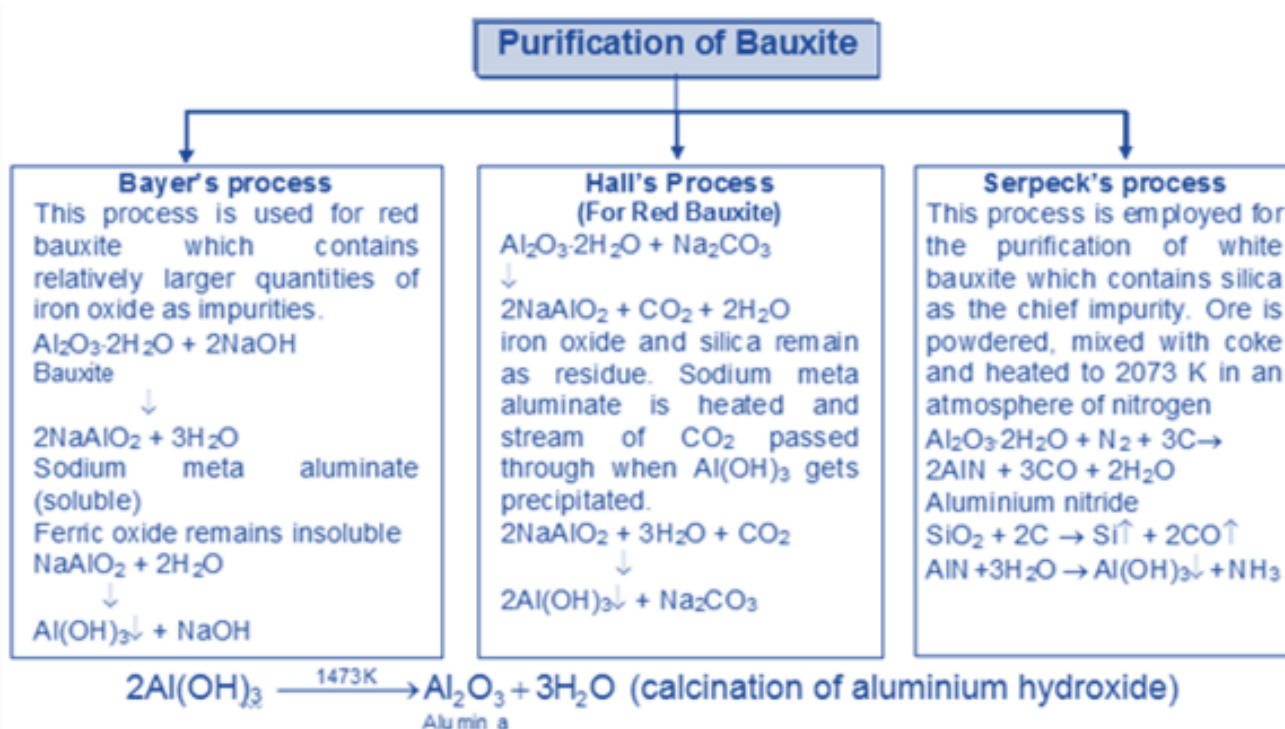 Purification of Bauxite
Bayer's process
This process is used for red
bauxite which contains
relatively larger quantities of
iron oxide as impurities.
Al₂O₃·2H₂O + 2NaOH
Bauxite
↓
2NaAlO₂ + 3H₂O
Sodium meta aluminate
(soluble)
Ferric oxide remains insoluble
NaAlO₂ + 2H₂O
↓
Al(OH)₃↓ + NaOH
Hall's Process
(For Red Bauxite)
Al₂O₃·2H₂O + Na₂CO₃
↓
2NaAlO₂ + CO₂ + 2H₂O
iron oxide and silica remain
as residue. Sodium meta
aluminate is heated and
stream of CO₂ passed
through when Al(OH)₃ gets
precipitated.
2NaAlO₂ + 3H₂O + CO₂
↓
2Al(OH)₃↓ + Na₂CO₃
Serpeck's process
This process is employed for
the purification of white
bauxite which contains silica
as the chief impurity. Ore is
powdered, mixed with coke
and heated to 2073 K in an
atmosphere of nitrogen
Al₂O₃·2H₂O + N₂ + 3C→
2AlN + 3CO + 2H₂O
Aluminium nitride
SiO₂ + 2C → Si↑ + 2CO↑
AlN +3H₂O → Al(OH)₃↓ +NH₃
2Al(OH)₃ —1473K→ Al₂O₃ + 3H₂O (calcination of aluminium hydroxide)
Alumin a